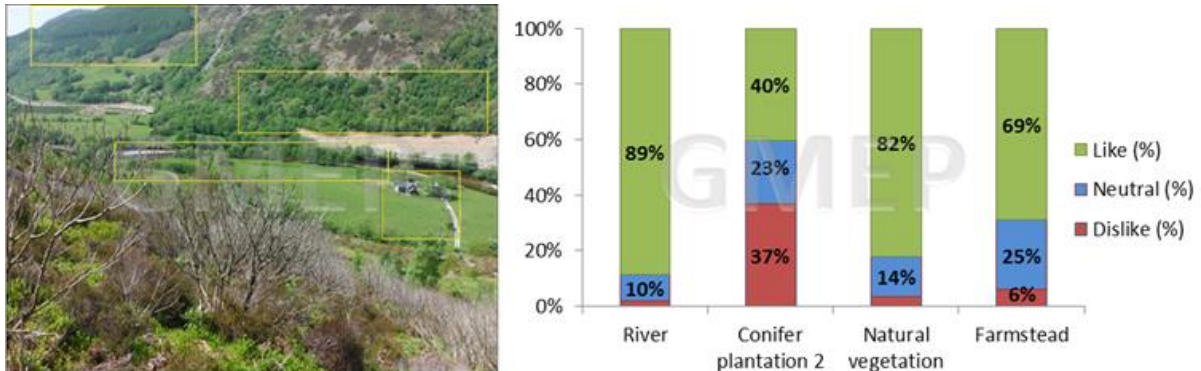 GMEP
100%
80%
60%
40%
20%
0%
89%
10%
40%
23%
37%
82%
14%
69%
25%
6%
River
Conifer
plantation 2
Natural
vegetation
Farmstead
Like (%)
Neutral (%)
Dislike (%)
GMEP